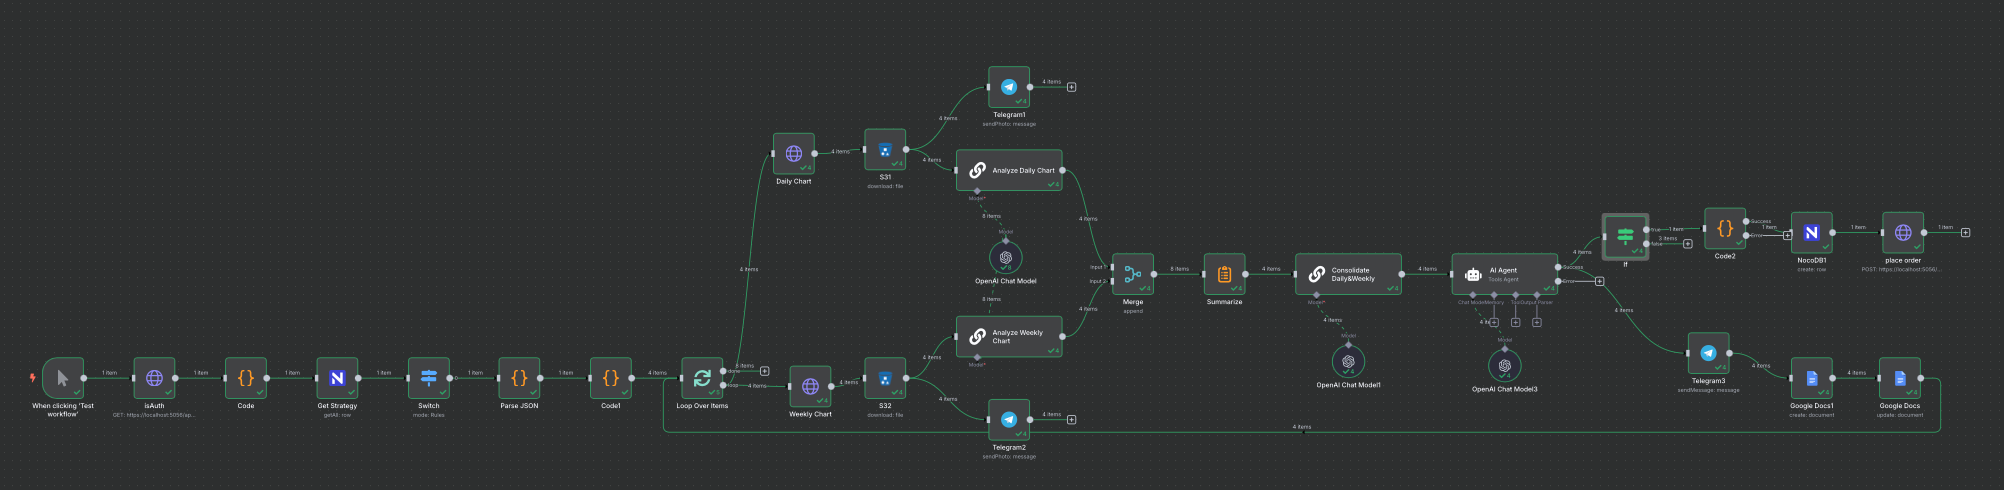 4 items
Telegram1
sendPhoto: message
4 items
4 items
Daily Chart
S31
download: file
4 items
Analyze Daily Chart
Model*
8 items
Model
OpenAI Chat Model
8 items
4 items
Analyze Weekly
Chart
Model*
4 items
4 items
Input 1
Input 2
Merge
append
8 items
Summarize
4 items
Consolidate
Daily&Weekly
Model*
4 items
Model
OpenAI Chat Model1
4 items
AI Agent
Tools Agent
Success
Error
Chat Model
Memory
Tool
Output Parser
Model
OpenAI Chat Model3
4 items
true
1 item
false
3 items
If
Success
1 item
Error
Code2
NocoDB1
create: row
1 item
place order
POST: https://localhost:5056/...
1 item
4 items
Telegram3
sendMessage: message
4 items
Google Docs1
create: document
4 items
Google Docs
update: document
4 items
When clicking 'Test
workflow'
1 item
isAuth
GET: https://localhost:5056/ap...
1 item
Code
1 item
Get Strategy
getAll: row
1 item
Switch
mode: Rules
1 item
Parse JSON
1 item
Code1
4 items
Loop Over Items
done
loop
4 items
4 items
Weekly Chart
4 items
S32
download: file
4 items
4 items
Telegram2
sendPhoto: message
4 items